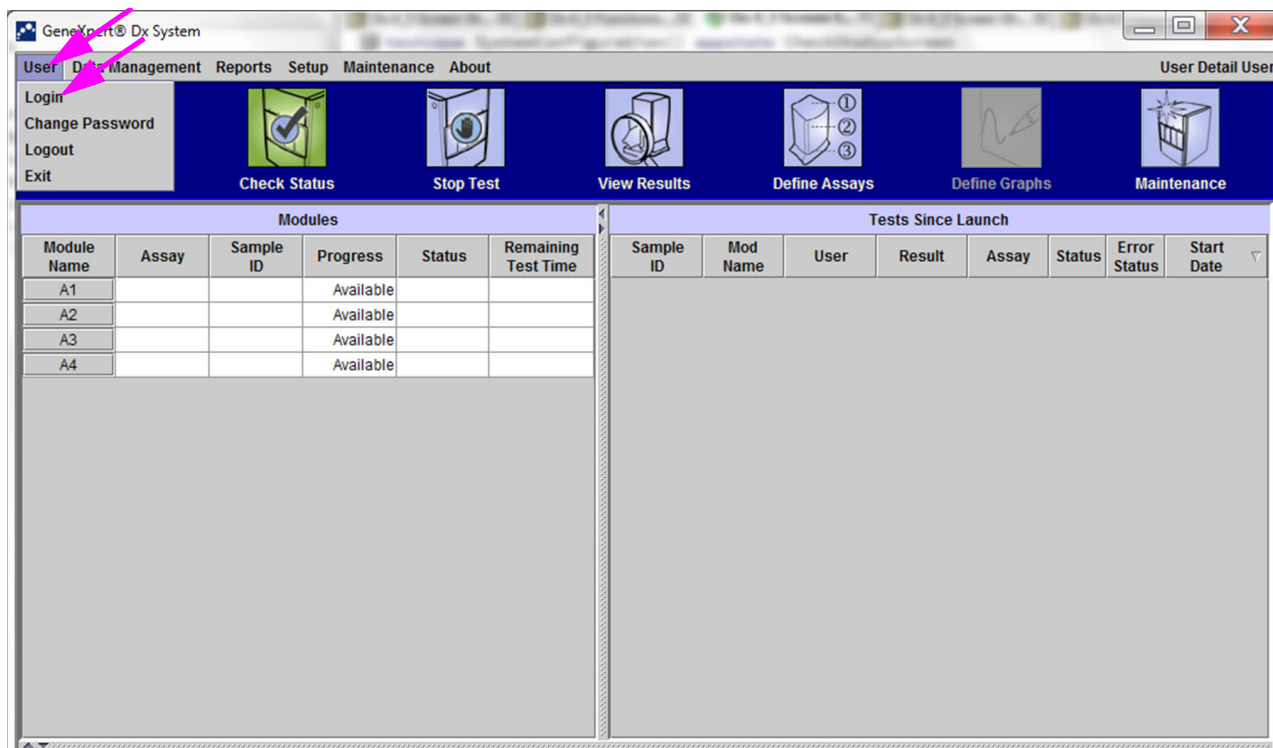 GeneXpert® Dx System
User Data Management Reports Setup Maintenance About User Detail User
Login
Change Password
Logout
Exit
Check Status Stop Test View Results Define Assays Define Graphs Maintenance
①
②
③
Modules Tests Since Launch
Module Name Assay Sample ID Progress Status Remaining Test Time Sample ID Mod Name User Result Assay Status Error Status Start Date
A1 Available
A2 Available
A3 Available
A4 Available